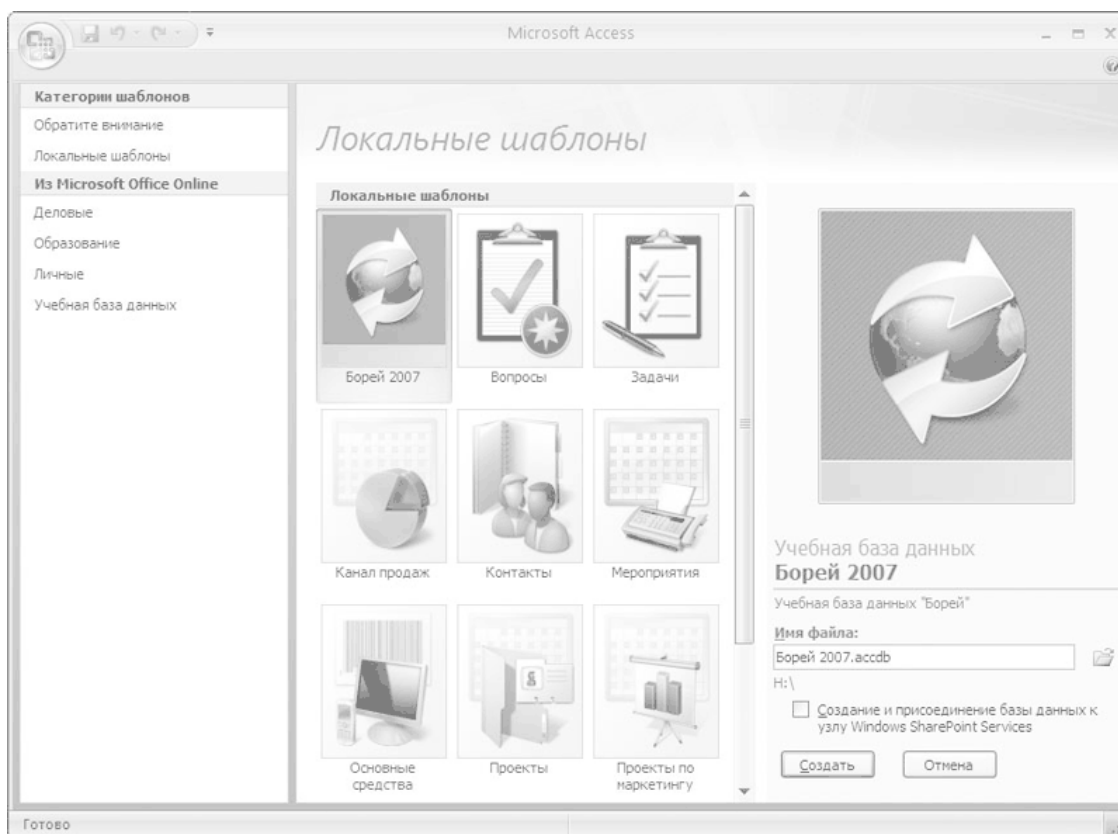 Microsoft Access
Категории шаблонов
Обратите внимание
Локальные шаблоны
Из Microsoft Office Online
Деловые
Образование
Личные
Учебная база данных
Локальные шаблоны
Локальные шаблоны
Борей 2007
Вопросы
Задачи
Канал продаж
Контакты
Мероприятия
Основные
средства
Проекты
Проекты по
маркетингу
Учебная база данных
Борей 2007
Учебная база данных "Борей"
Имя файла:
Борей 2007.accdb
H:\
Создание и присоединение базы данных к
узлу Windows SharePoint Services
Создать
Отмена
Готово